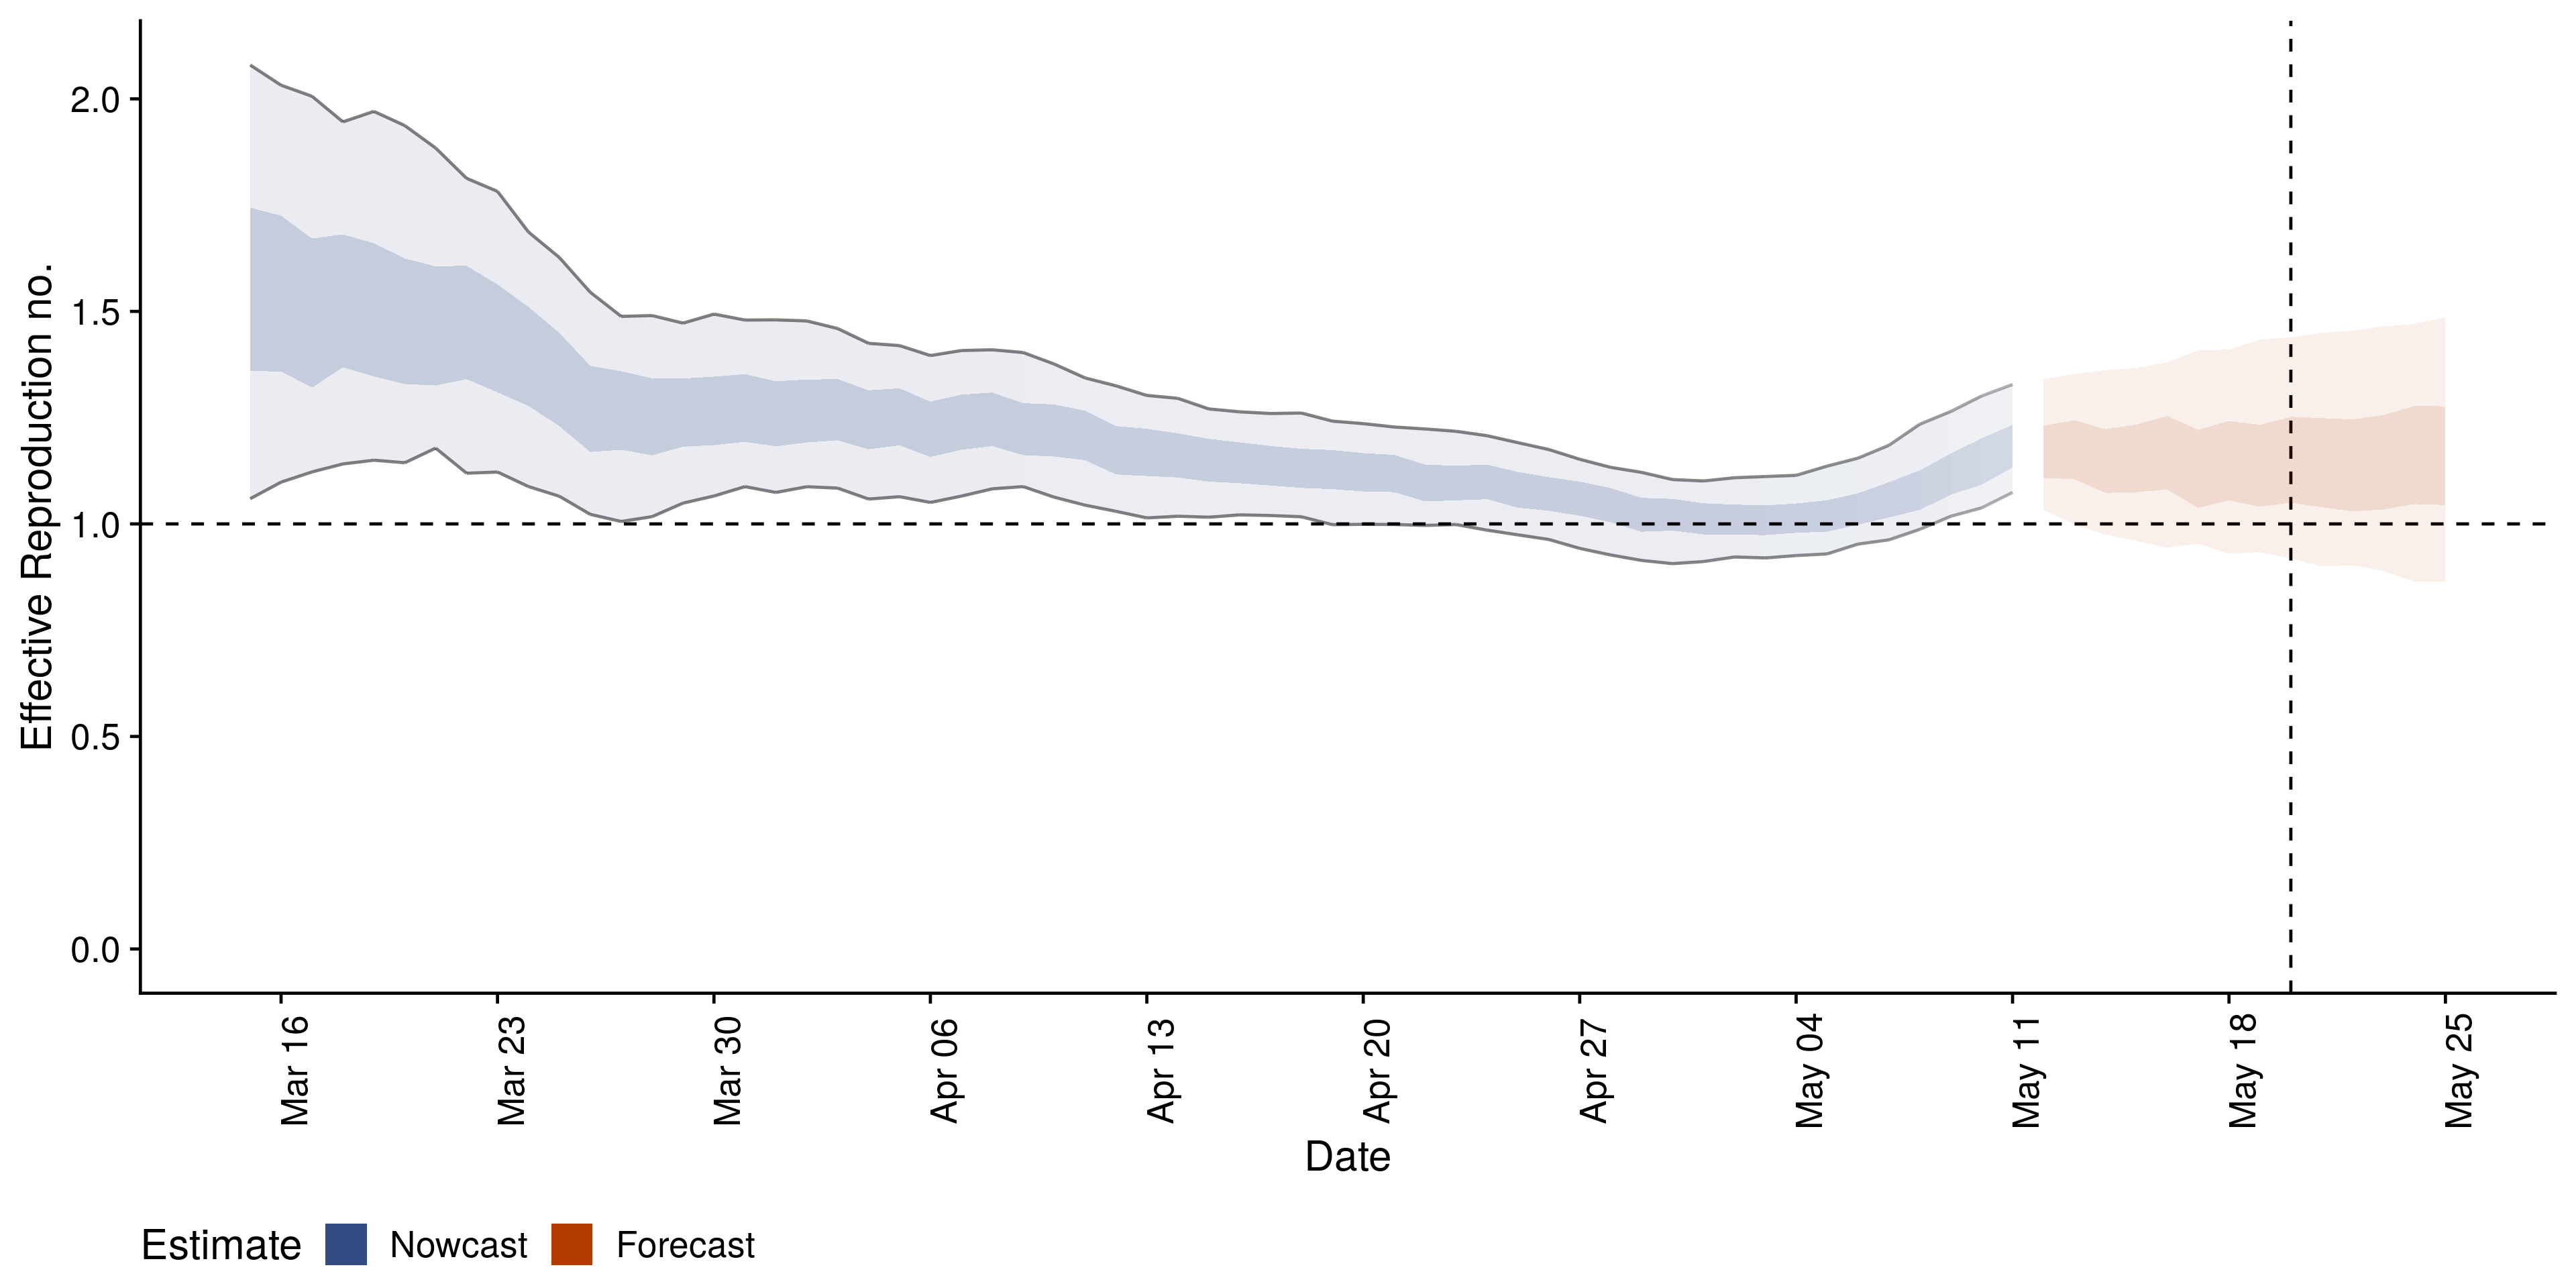 Effective Reproduction no.
2.0
1.5
1.0
0.5
0.0
Mar 16
Mar 23
Mar 30
Apr 06
Apr 13
Apr 20
Apr 27
May 04
May 11
May 18
May 25
Date
Estimate Nowcast Forecast